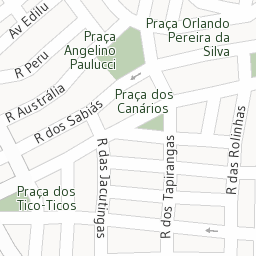 Av Edilu
Praça
Angelino
Paulucci
Praça Orlando
Pereira da
Silva
R Peru
R Austrália
R dos Sabiás
Praça dos
Canários
R das Jacutingas
R dos Tapirangas
R das Rolinhas
Praça dos
Tico-Ticos